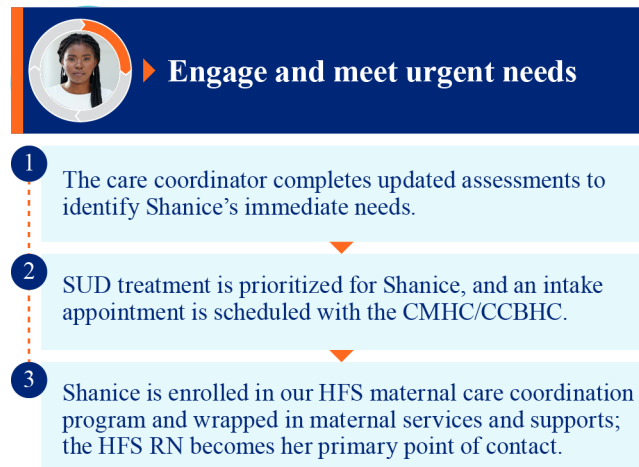 Engage and meet urgent needs
1
The care coordinator completes updated assessments to
identify Shanice’s immediate needs.
2
SUD treatment is prioritized for Shanice, and an intake
appointment is scheduled with the CMHC/CCBHC.
3
Shanice is enrolled in our HFS maternal care coordination
program and wrapped in maternal services and supports;
the HFS RN becomes her primary point of contact.